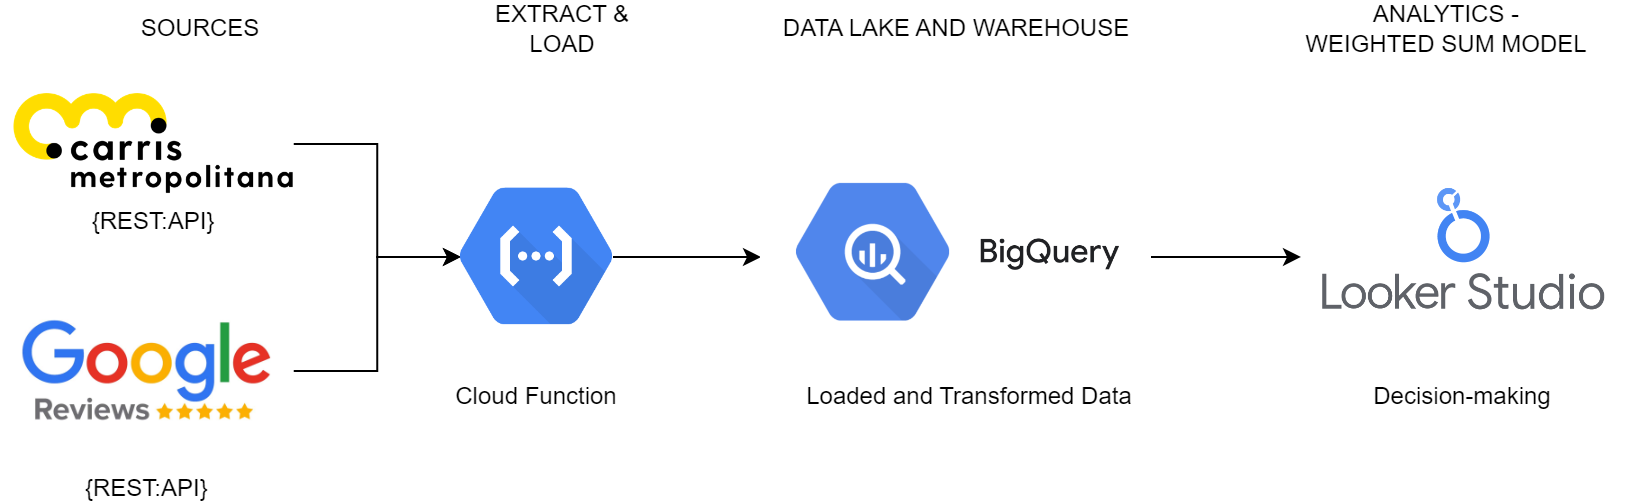 SOURCES
EXTRACT &
LOAD
DATA LAKE AND WAREHOUSE
ANALYTICS -
WEIGHTED SUM MODEL
carris
metropolitana
{REST:API}
Google
Reviews
{REST:API}
Cloud Function
BigQuery
Loaded and Transformed Data
Looker Studio
Decision-making